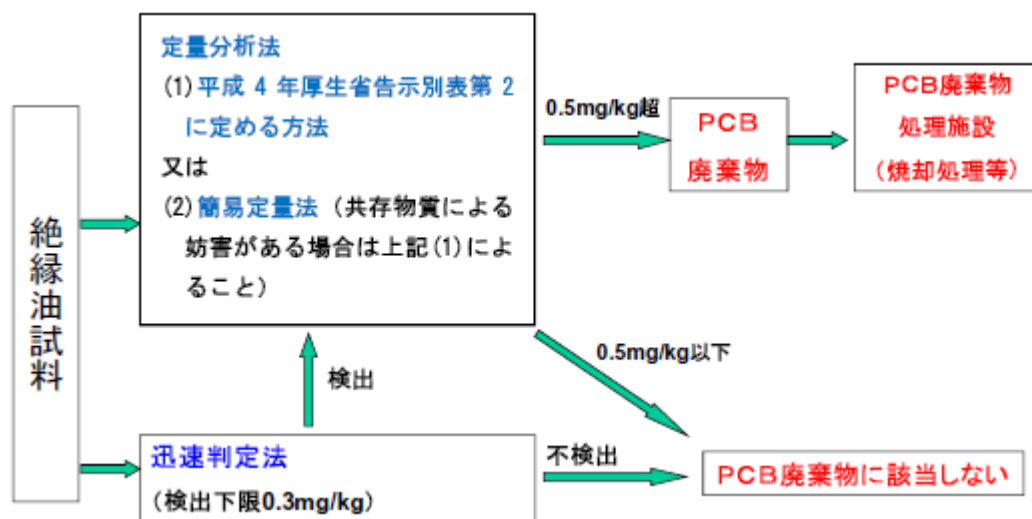 絶縁油試料
定量分析法
(1)平成 4 年厚生省告示別表第 2
に定める方法
又は
(2)簡易定量法（共存物質による
妨害がある場合は上記(1)によ
ること）
0.5mg/kg超
PCB
廃棄物
PCB廃棄物
処理施設
（焼却処理等）
0.5mg/kg以下
検出
迅速判定法
（検出下限0.3mg/kg）
不検出
PCB廃棄物に該当しない